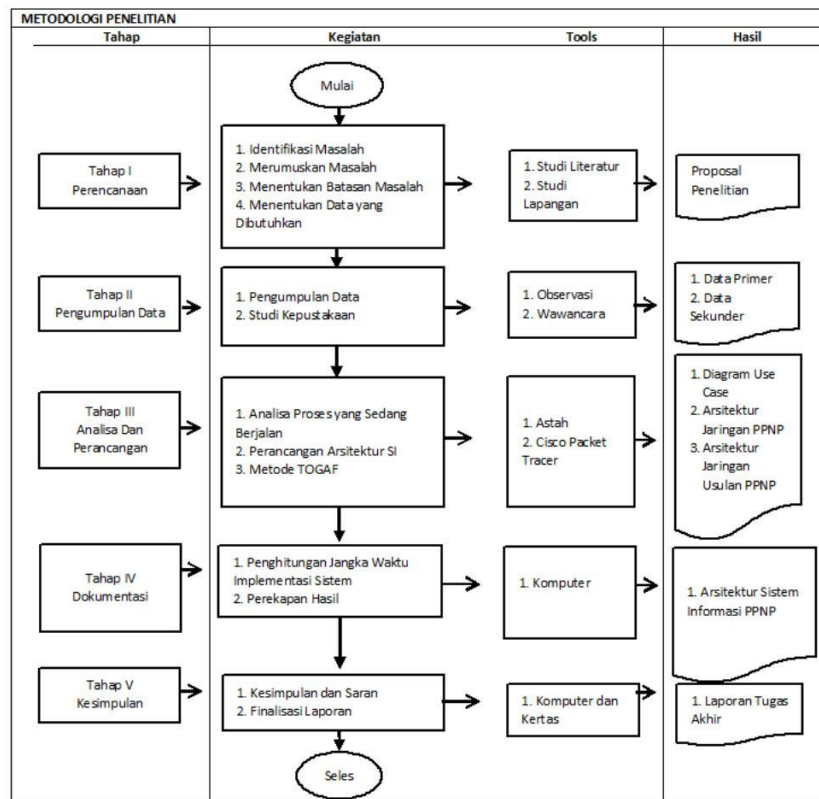 METODOLOGI PENELITIAN
Tahap
Kegiatan
Tools
Hasil
Mulai
Tahap I
Perencanaan
1. Identifikasi Masalah
2. Merumuskan Masalah
3. Menentukan Batasan Masalah
4. Menentukan Data yang
Dibutuhkan
1. Studi Literatur
2. Studi
Lapangan
Proposal
Penelitian
Tahap II
Pengumpulan Data
1. Pengumpulan Data
2. Studi Kepustakaan
1. Observasi
2. Wawancara
1. Data Primer
2. Data
Sekunder
Tahap III
Analisa Dan
Perancangan
1. Analisa Proses yang Sedang
Berjalan
2. Perancangan Arsitektur SI
3. Metode TOGAF
1. Astah
2. Cisco Packet
Tracer
1. Diagram Use
Case
2. Arsitektur
Jaringan PPNP
3. Arsitektur
Jaringan
Usulan PPNP
Tahap IV
Dokumentasi
1. Penghitungan Jangka Waktu
Implementasi Sistem
2. Perekapan Hasil
1. Komputer
1. Arsitektur Sistem
Informasi PPNP
Tahap V
Kesimpulan
1. Kesimpulan dan Saran
2. Finalisasi Laporan
1. Komputer dan
Kertas
1. Laporan Tugas
Akhir
Seles